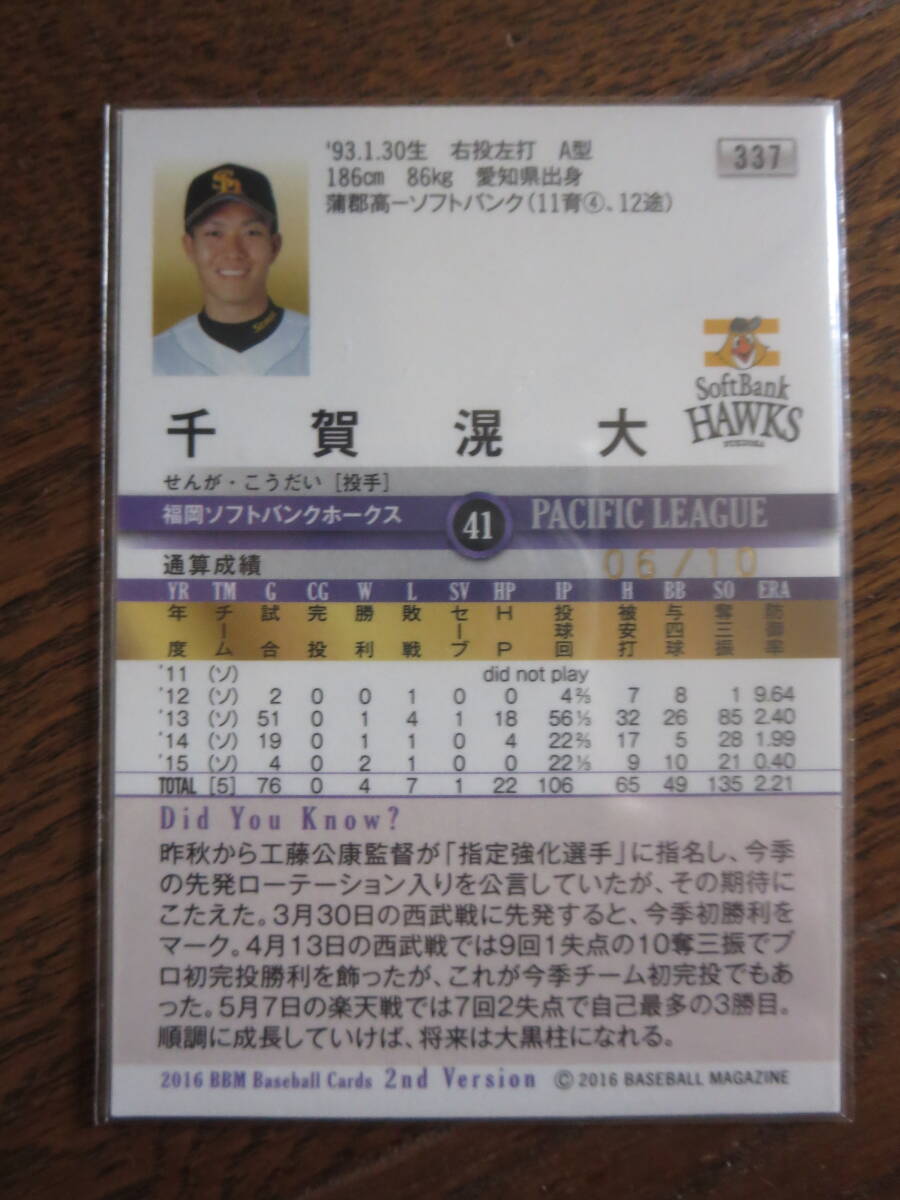 '93.1.30生 右投左打 A型
337
186cm 86kg 愛知県出身
蒲郡高ーソフトバンク(11育④、12途)
SoftBank
HAWKS
FUKUOKA
千賀滉大
せんが・こうだい [投手]
福岡ソフトバンクホークス 41 PACIFIC LEAGUE
通算成績 06/10
YR TM G CG W L SV HP IP H BB SO ERA
年度 チーム 試合 完投 勝利 敗戦 セーブ HP 投球回 被安打 与四球 奪三振 防御率
'11 (ソ) did not play
'12 (ソ) 2 0 0 1 0 0 4⅔ 7 8 1 9.64
'13 (ソ) 51 0 1 4 1 18 56⅓ 32 26 85 2.40
'14 (ソ) 19 0 1 1 0 4 22⅔ 17 5 28 1.99
'15 (ソ) 4 0 2 1 0 0 22⅓ 9 10 21 0.40
TOTAL [5] 76 0 4 7 1 22 106 65 49 135 2.21
Did You Know?
昨秋から工藤公康監督が「指定強化選手」に指名し、今季
の先発ローテーション入りを公言していたが、その期待に
こたえた。3月30日の西武戦に先発すると、今季初勝利を
マーク。4月13日の西武戦では9回1失点の10奪三振でプ
ロ初完投勝利を飾ったが、これが今季チーム初完投でもあ
った。5月7日の楽天戦では7回2失点で自己最多の3勝目。
順調に成長していけば、将来は大黒柱になれる。
2016 BBM Baseball Cards 2nd Version © 2016 BASEBALL MAGAZINE